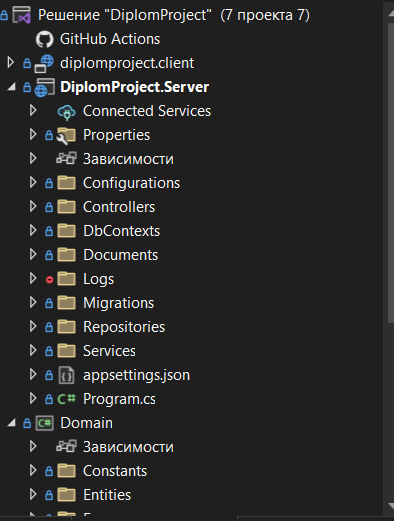 Решение "DiplomProject" (7 проекта 7)
GitHub Actions
diplomproject.client
DiplomProject.Server
Connected Services
Properties
Зависимости
Configurations
Controllers
DbContexts
Documents
Logs
Migrations
Repositories
Services
appsettings.json
C# Program.cs
C# Domain
Зависимости
Constants
Entities